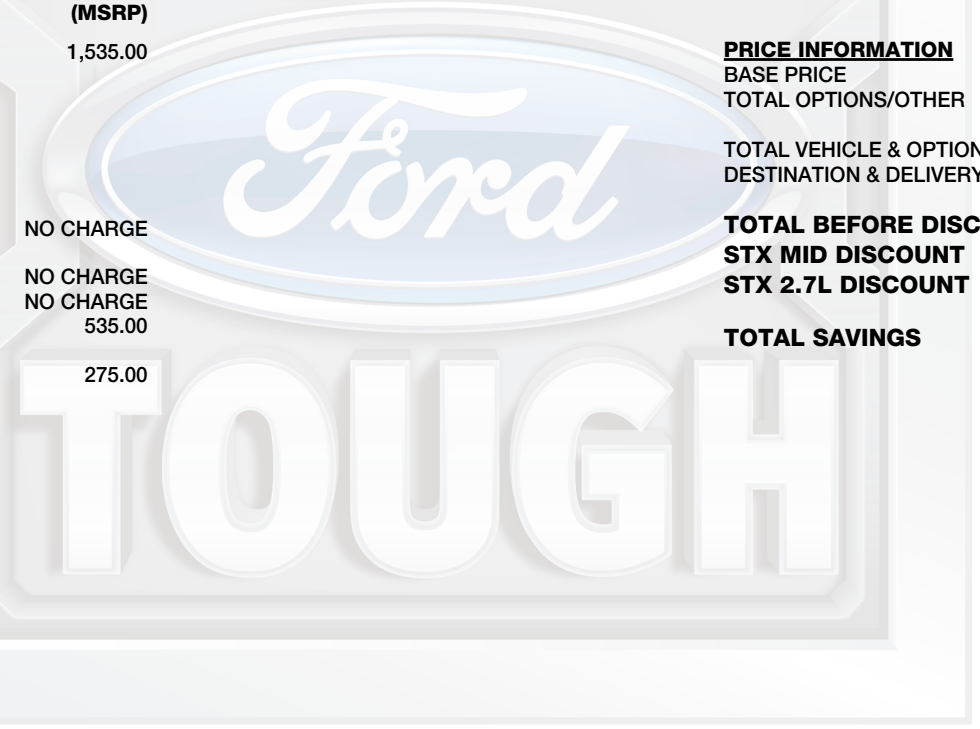 (MSRP)
1,535.00
NO CHARGE
NO CHARGE
NO CHARGE
535.00
275.00
PRICE INFORMATION
BASE PRICE
TOTAL OPTIONS/OTHER
TOTAL VEHICLE & OPTION
DESTINATION & DELIVERY
TOTAL BEFORE DISC
STX MID DISCOUNT
STX 2.7L DISCOUNT
TOTAL SAVINGS
Ford
TOUGH